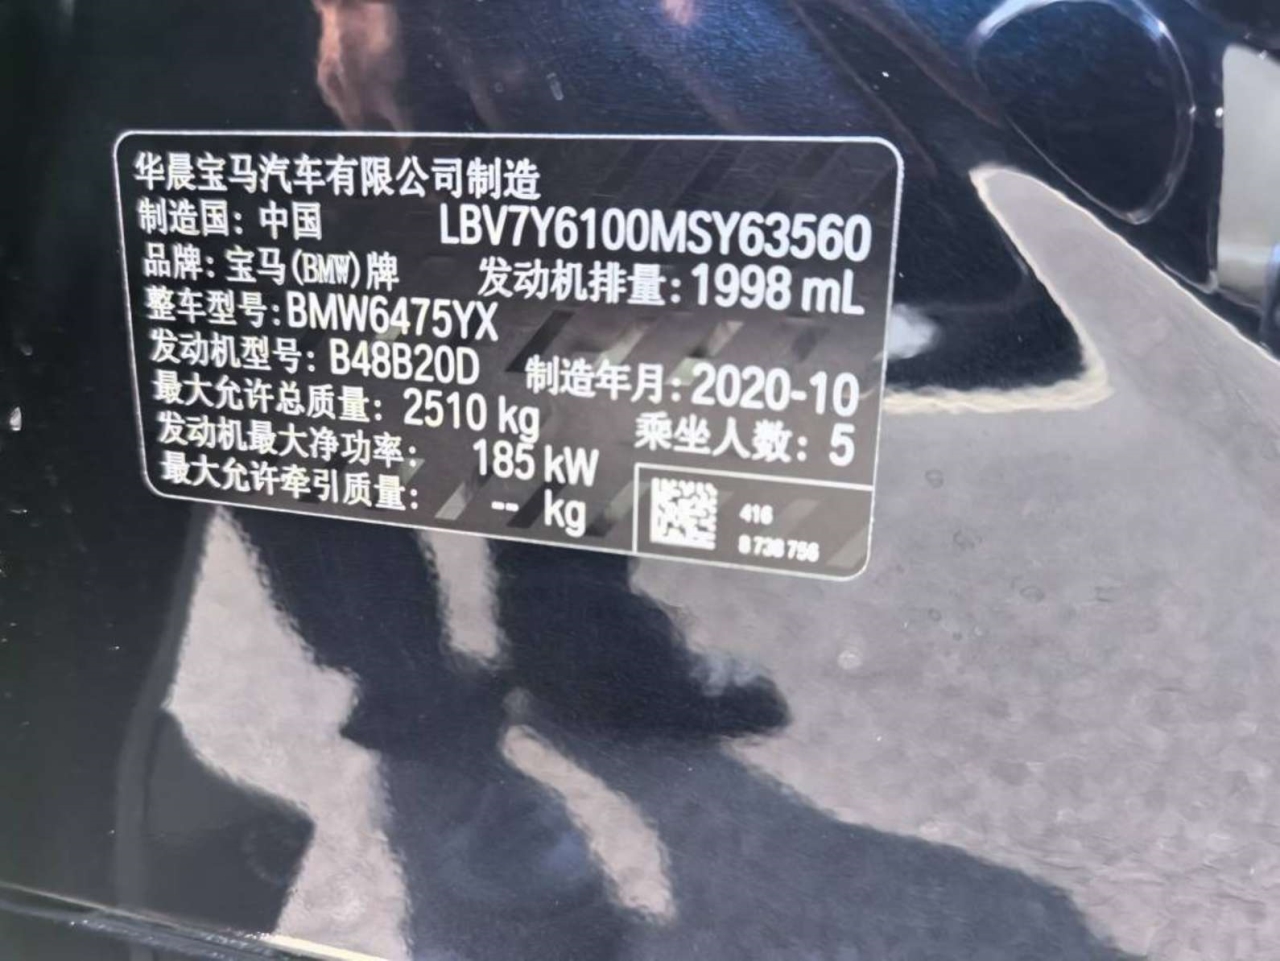 华晨宝马汽车有限公司制造
制造国: 中国 LBV7Y6100MSY63560
品牌: 宝马(BMW)牌 发动机排量: 1998 mL
整车型号: BMW6475YX
发动机型号: B48B20D 制造年月: 2020-10
最大允许总质量: 2510 kg 乘坐人数: 5
发动机最大净功率: 185 kW
最大允许牵引质量: -- kg
416
8 738 756